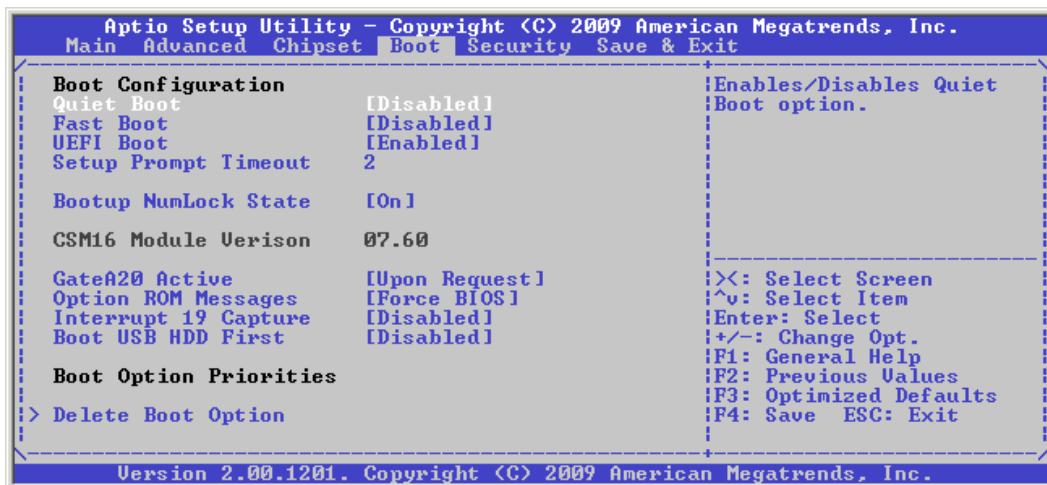 Aptio Setup Utility - Copyright (C) 2009 American Megatrends, Inc.
Main Advanced Chipset Boot Security Save & Exit
Boot Configuration
Quiet Boot [Disabled]
Fast Boot [Disabled]
UEFI Boot [Enabled]
Setup Prompt Timeout 2
Bootup NumLock State [On]
CSM16 Module Verison 07.60
GateA20 Active [Upon Request]
Option ROM Messages [Force BIOS]
Interrupt 19 Capture [Disabled]
Boot USB HDD First [Disabled]
Boot Option Priorities
> Delete Boot Option
Enables/Disables Quiet
Boot option.
><: Select Screen
^v: Select Item
Enter: Select
+/-: Change Opt.
F1: General Help
F2: Previous Values
F3: Optimized Defaults
F4: Save ESC: Exit
Version 2.00.1201. Copyright (C) 2009 American Megatrends, Inc.